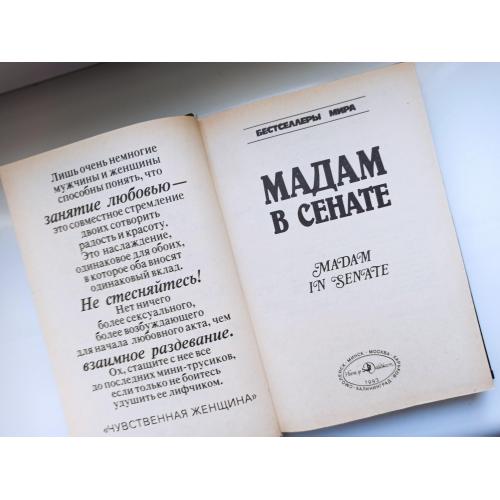 Лишь очень немногие
мужчины и женщины
способны понять, что
занятие любовью —
это совместное стремление
двоих сотворить
радость и красоту.
Это наслаждение,
одинаковое для обоих,
в которое оба вносят
одинаковый вклад.
Не стесняйтесь!
Нет ничего
более сексуального,
более возбуждающего
для начала любовного акта, чем
взаимное раздевание.
Ох, стащите с нее все
до последних мини-трусиков,
если только не боитесь
удушить ее лифчиком.
«ЧУВСТВЕННАЯ ЖЕНЩИНА»
БЕСТСЕЛЛЕРЫ МИРА
МАДАМ
В СЕНАТЕ
MADAM
IN SENATE
МИНСК - МОСКВА
КАЛИНИНГРАД
1993